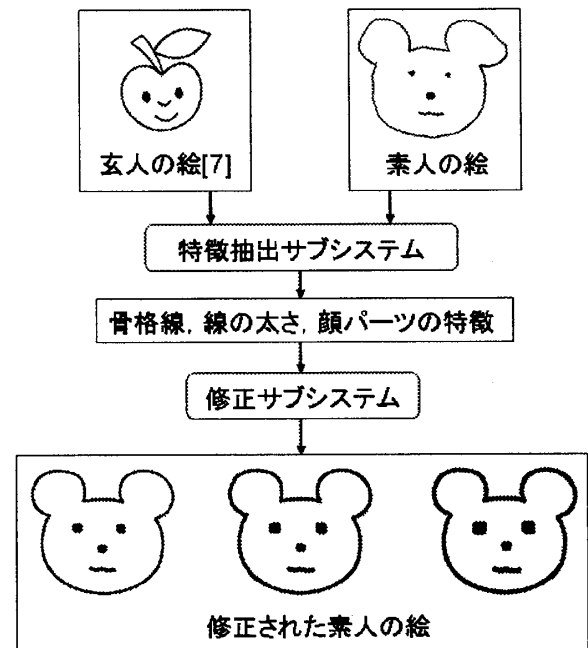 玄人の絵[7]
素人の絵
特徴抽出サブシステム
骨格線, 線の太さ, 顔パーツの特徴
修正サブシステム
修正された素人の絵